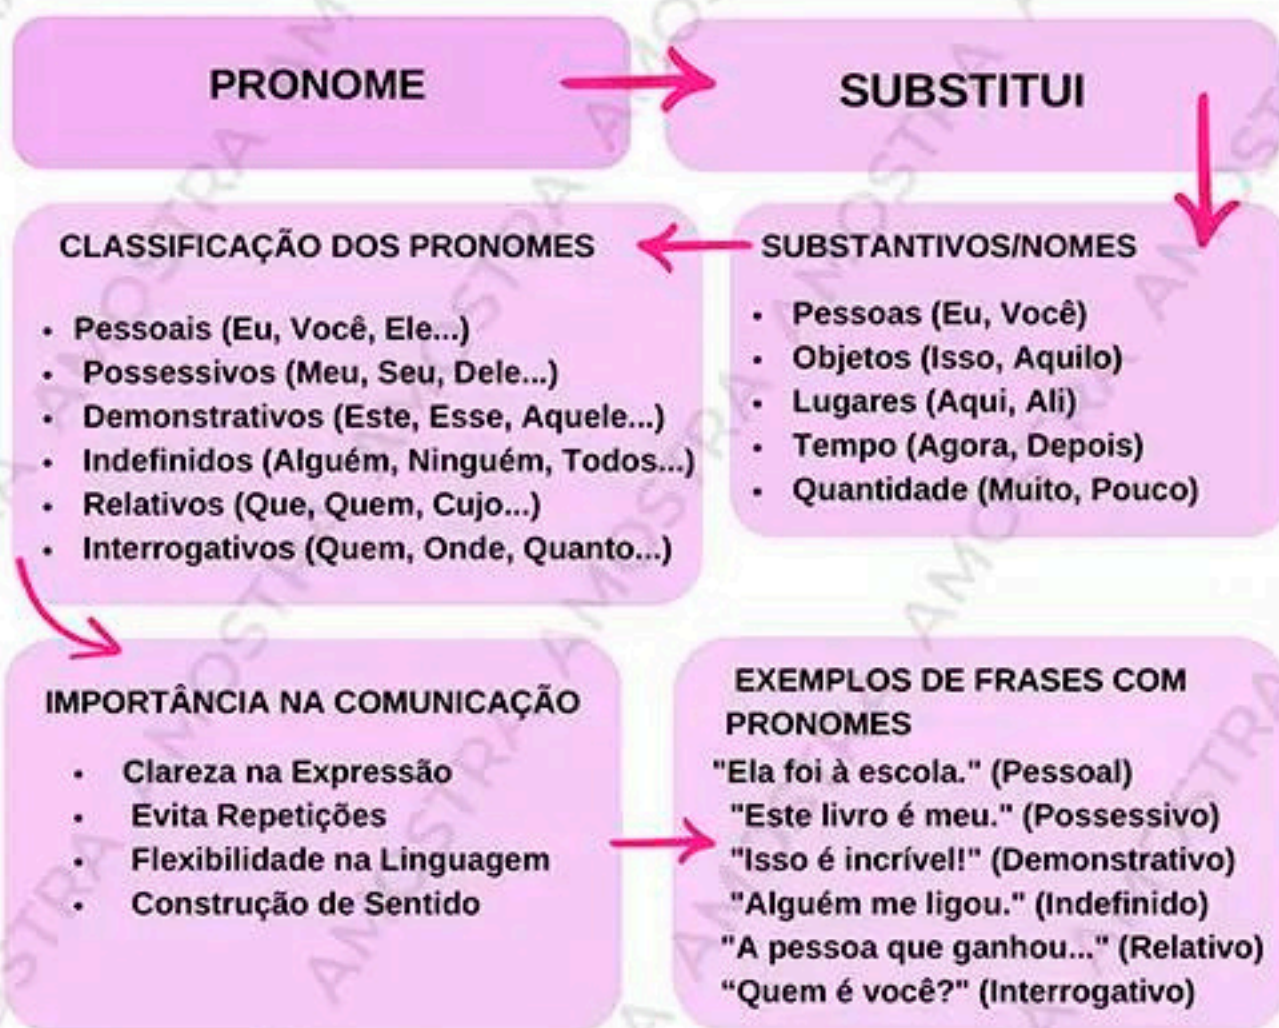 PRONOME
SUBSTITUI
CLASSIFICAÇÃO DOS PRONOMES
• Pessoais (Eu, Você, Ele...)
• Possessivos (Meu, Seu, Dele...)
• Demonstrativos (Este, Esse, Aquele...)
• Indefinidos (Alguém, Ninguém, Todos...)
• Relativos (Que, Quem, Cujo...)
• Interrogativos (Quem, Onde, Quanto...)
SUBSTANTIVOS/NOMES
• Pessoas (Eu, Você)
• Objetos (Isso, Aquilo)
• Lugares (Aqui, Ali)
• Tempo (Agora, Depois)
• Quantidade (Muito, Pouco)
IMPORTÂNCIA NA COMUNICAÇÃO
• Clareza na Expressão
• Evita Repetições
• Flexibilidade na Linguagem
• Construção de Sentido
EXEMPLOS DE FRASES COM
PRONOMES
"Ela foi à escola." (Pessoal)
"Este livro é meu." (Possessivo)
"Isso é incrível!" (Demonstrativo)
"Alguém me ligou." (Indefinido)
"A pessoa que ganhou..." (Relativo)
“Quem é você?" (Interrogativo)
AMOSTRA